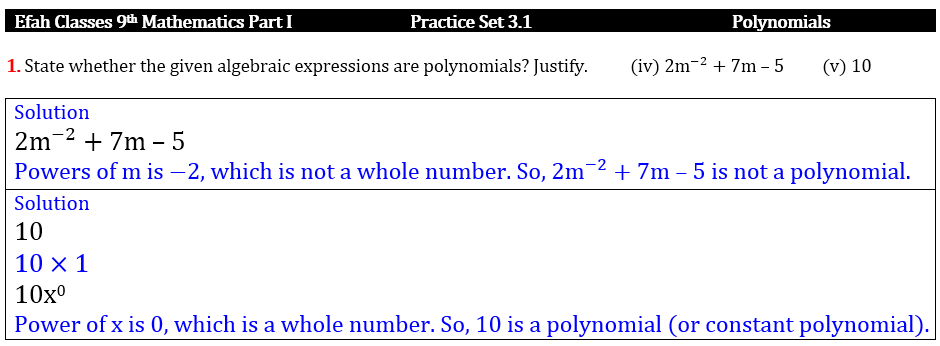 Efah Classes 9th Mathematics Part I Practice Set 3.1 Polynomials
1. State whether the given algebraic expressions are polynomials? Justify. (iv) 2m⁻² + 7m – 5 (v) 10
Solution
2m⁻² + 7m – 5
Powers of m is −2, which is not a whole number. So, 2m⁻² + 7m – 5 is not a polynomial.
Solution
10
10 × 1
10x⁰
Power of x is 0, which is a whole number. So, 10 is a polynomial (or constant polynomial).